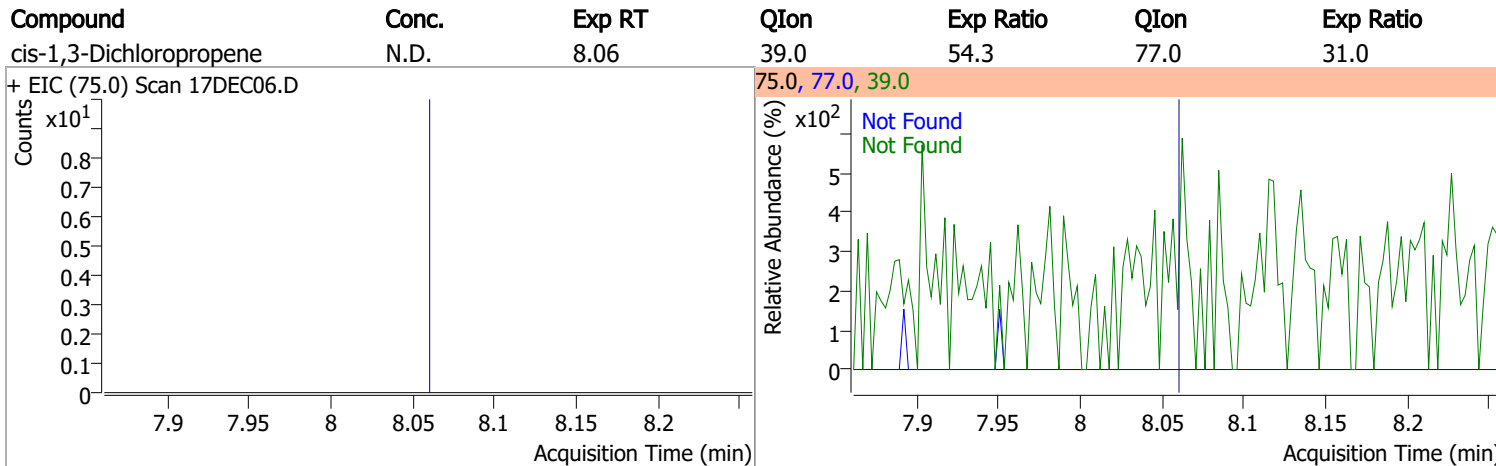 Compound Conc. Exp RT QIon Exp Ratio QIon Exp Ratio
cis-1,3-Dichloropropene N.D. 8.06 39.0 54.3 77.0 31.0
+ EIC (75.0) Scan 17DEC06.D
Counts
x10¹
0.8
0.7
0.6
0.5
0.4
0.3
0.2
0.1
0
7.9 7.95 8 8.05 8.1 8.15 8.2
Acquisition Time (min)
75.0, 77.0, 39.0
Relative Abundance (%)
x10²
Not Found
Not Found
5
4
3
2
1
0
7.9 7.95 8 8.05 8.1 8.15 8.2
Acquisition Time (min)